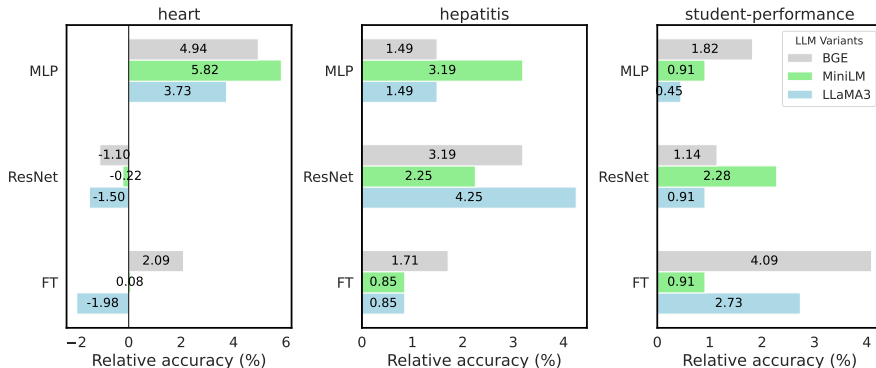 heart
MLP
4.94
5.82
3.73
ResNet
-1.10
-0.22
-1.50
FT
2.09
0.08
-1.98
−2 0 2 4 6
Relative accuracy (%)
hepatitis
MLP
1.49
3.19
1.49
ResNet
3.19
2.25
4.25
FT
1.71
0.85
0.85
0 1 2 3 4
Relative accuracy (%)
student-performance
LLM Variants
BGE
MiniLM
LLaMA3
MLP
1.82
0.91
0.45
ResNet
1.14
2.28
0.91
FT
4.09
0.91
2.73
0 1 2 3 4
Relative accuracy (%)